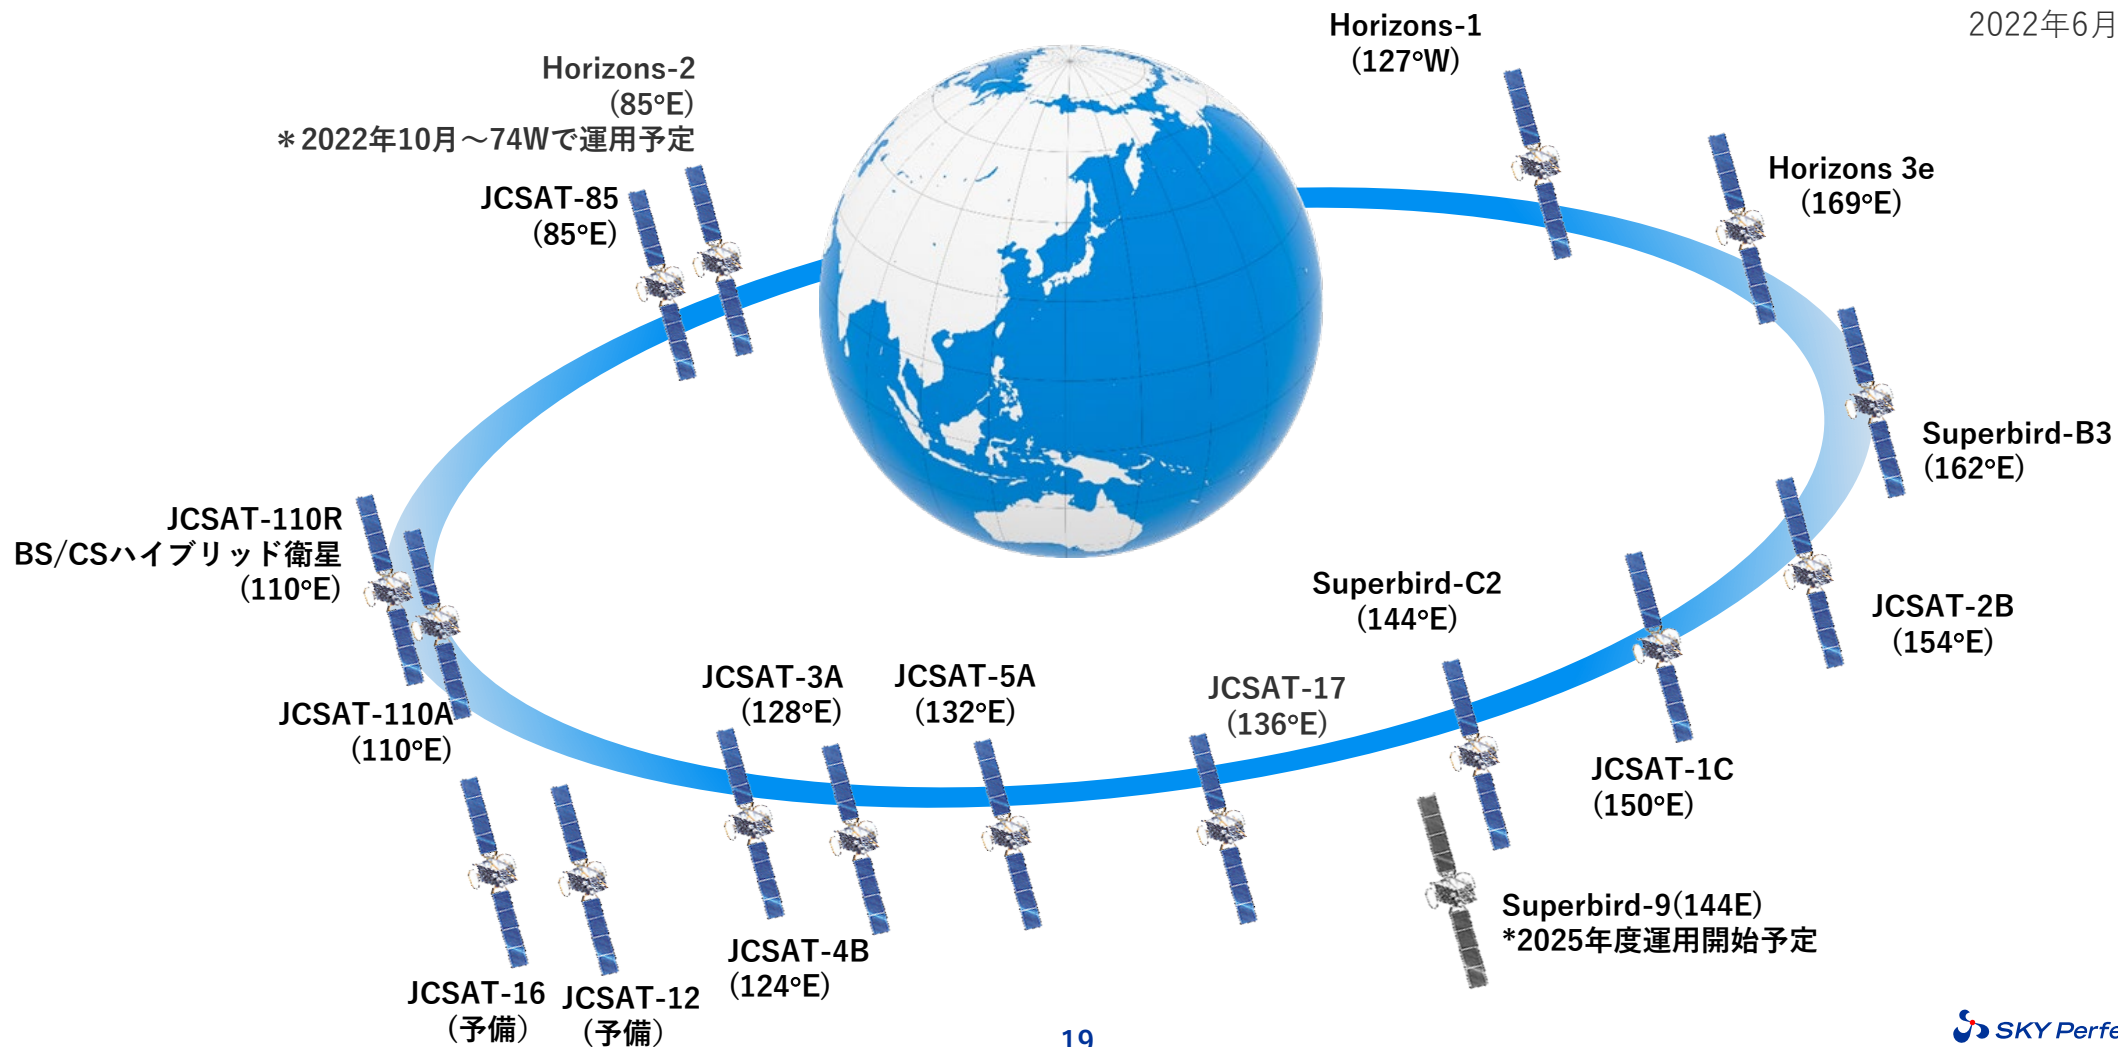 2022年6月
Horizons-1
(127°W)
Horizons-2
(85°E)
＊2022年10月～74Wで運用予定
Horizons 3e
(169°E)
JCSAT-85
(85°E)
Superbird-B3
(162°E)
JCSAT-110R
BS/CSハイブリッド衛星
(110°E)
Superbird-C2
(144°E)
JCSAT-2B
(154°E)
JCSAT-3A
(128°E)
JCSAT-5A
(132°E)
JCSAT-17
(136°E)
JCSAT-110A
(110°E)
JCSAT-1C
(150°E)
Superbird-9(144E)
*2025年度運用開始予定
JCSAT-4B
(124°E)
JCSAT-16
(予備)
JCSAT-12
(予備)
19
SKY Perfe